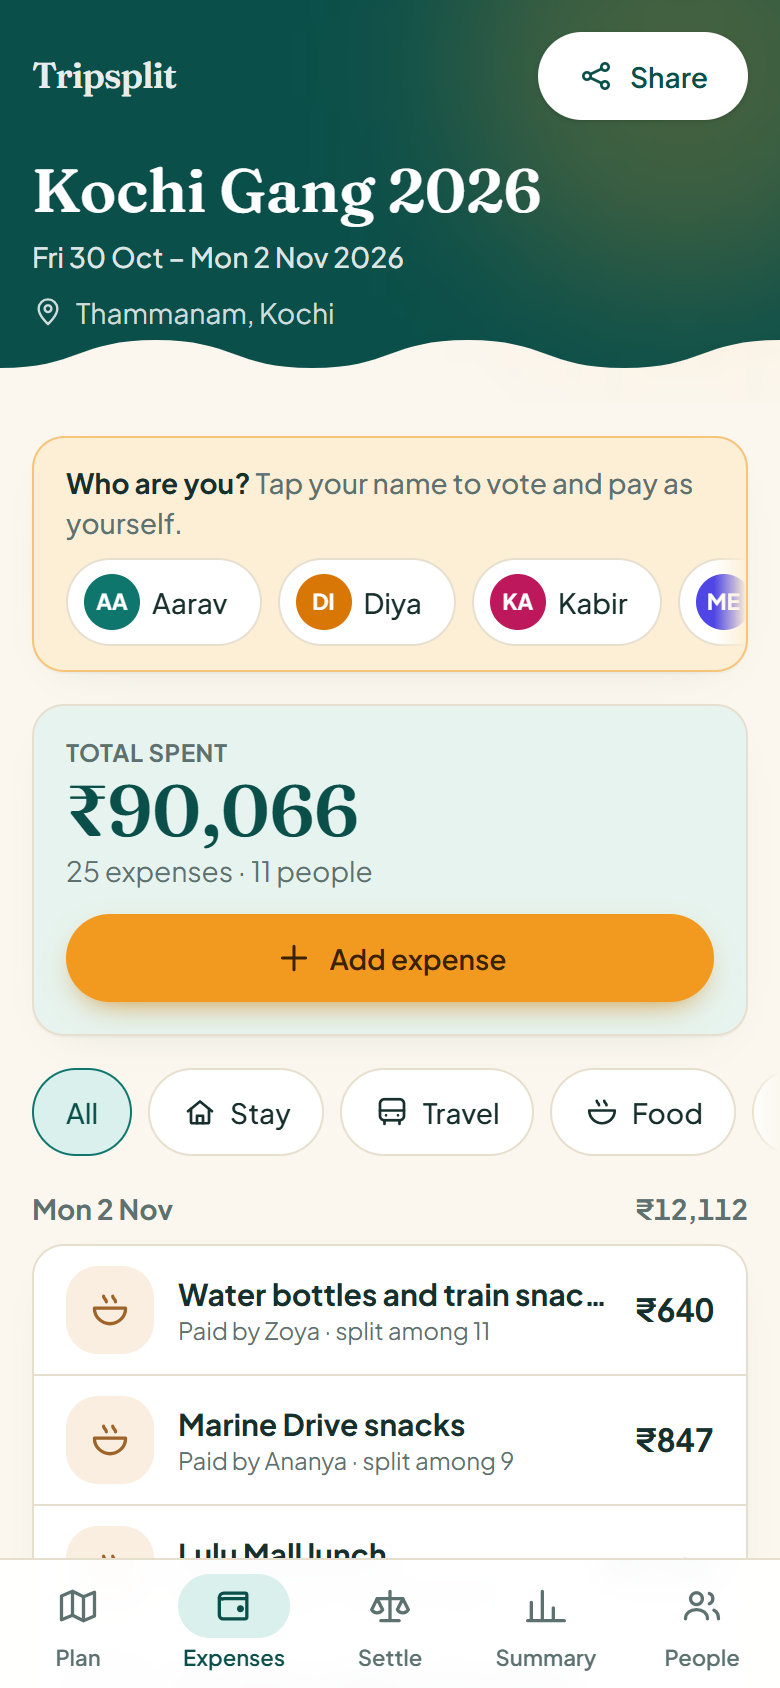 Tripsplit
Share
Kochi Gang 2026
Fri 30 Oct – Mon 2 Nov 2026
Thammanam, Kochi
Who are you? Tap your name to vote and pay as
yourself.
AA Aarav
DI Diya
KA Kabir
ME
TOTAL SPENT
₹90,066
25 expenses · 11 people
+ Add expense
All
Stay
Travel
Food
Mon 2 Nov ₹12,112
Water bottles and train snac... ₹640
Paid by Zoya · split among 11
Marine Drive snacks ₹847
Paid by Ananya · split among 9
Lulu Mall lunch
Plan
Expenses
Settle
Summary
People